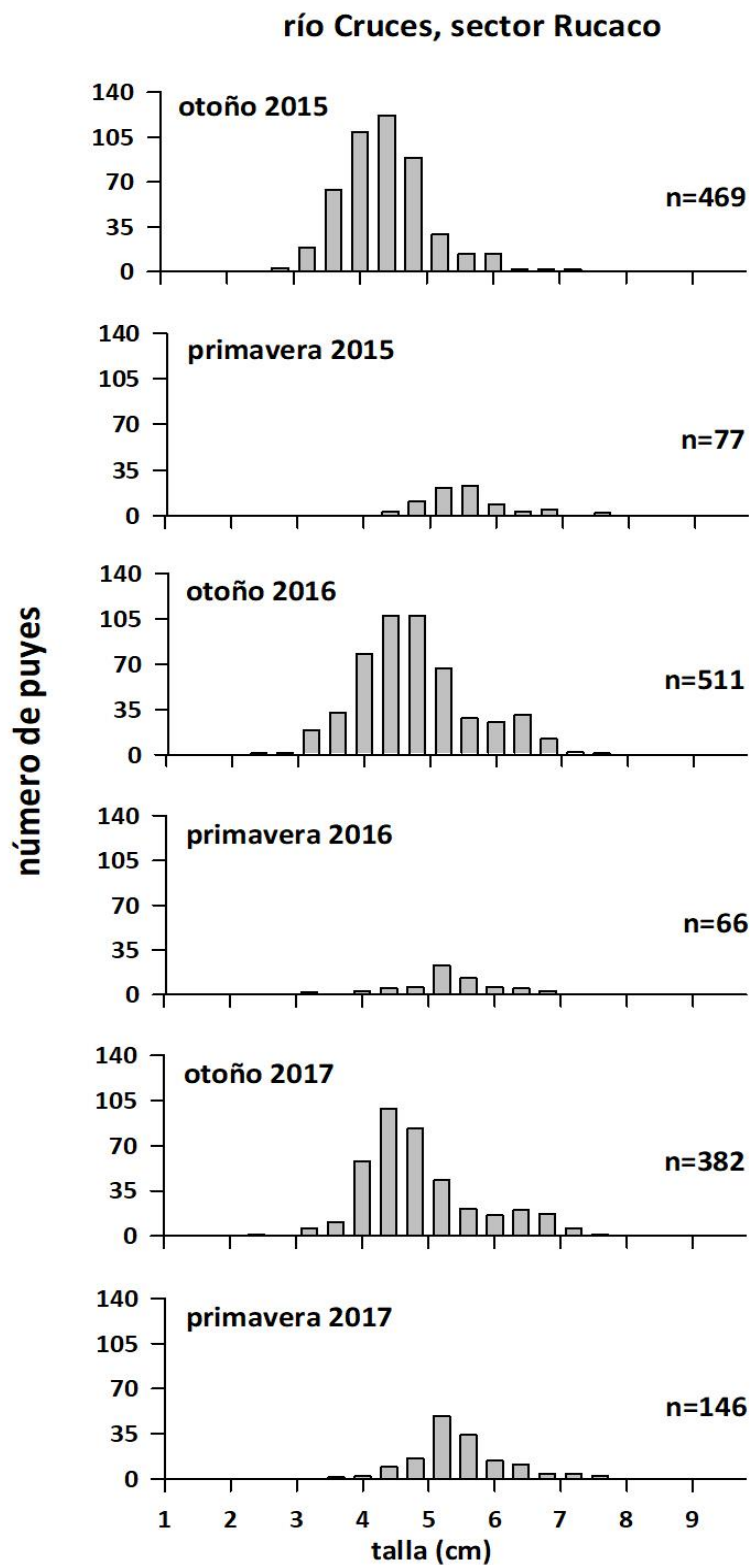 río Cruces, sector Rucaco
140
otoño 2015
105
70
n=469
35
0
140
primavera 2015
105
70
n=77
35
0
140
otoño 2016
105
70
n=511
35
0
140
primavera 2016
105
70
n=66
35
0
140
otoño 2017
105
70
n=382
35
0
140
primavera 2017
105
70
n=146
35
0
1 2 3 4 5 6 7 8 9
talla (cm)
número de puyes